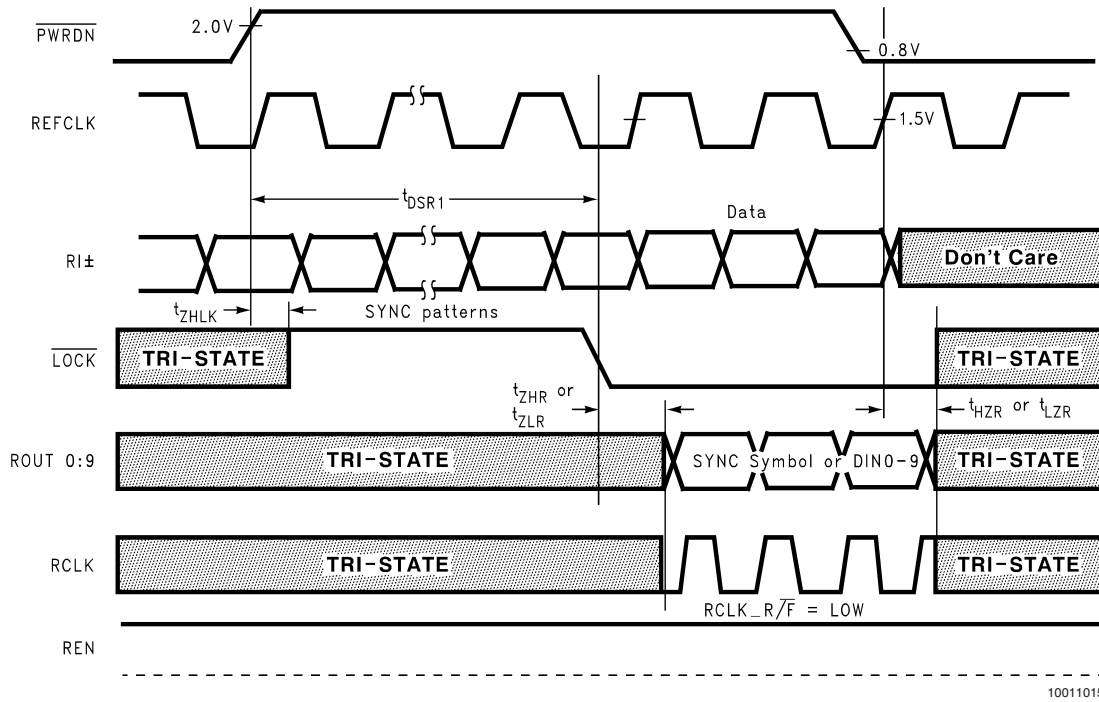 PWRDN
2.0V
0.8V
REFCLK
1.5V
tDSR1
Data
RI±
Don't Care
tZHLK
SYNC patterns
LOCK
TRI-STATE
TRI-STATE
tZHR or
tZLR
tHZR or tLZR
ROUT 0:9
TRI-STATE
SYNC Symbol or DIN0-9
TRI-STATE
RCLK
TRI-STATE
TRI-STATE
RCLK_R/F = LOW
REN
10011015